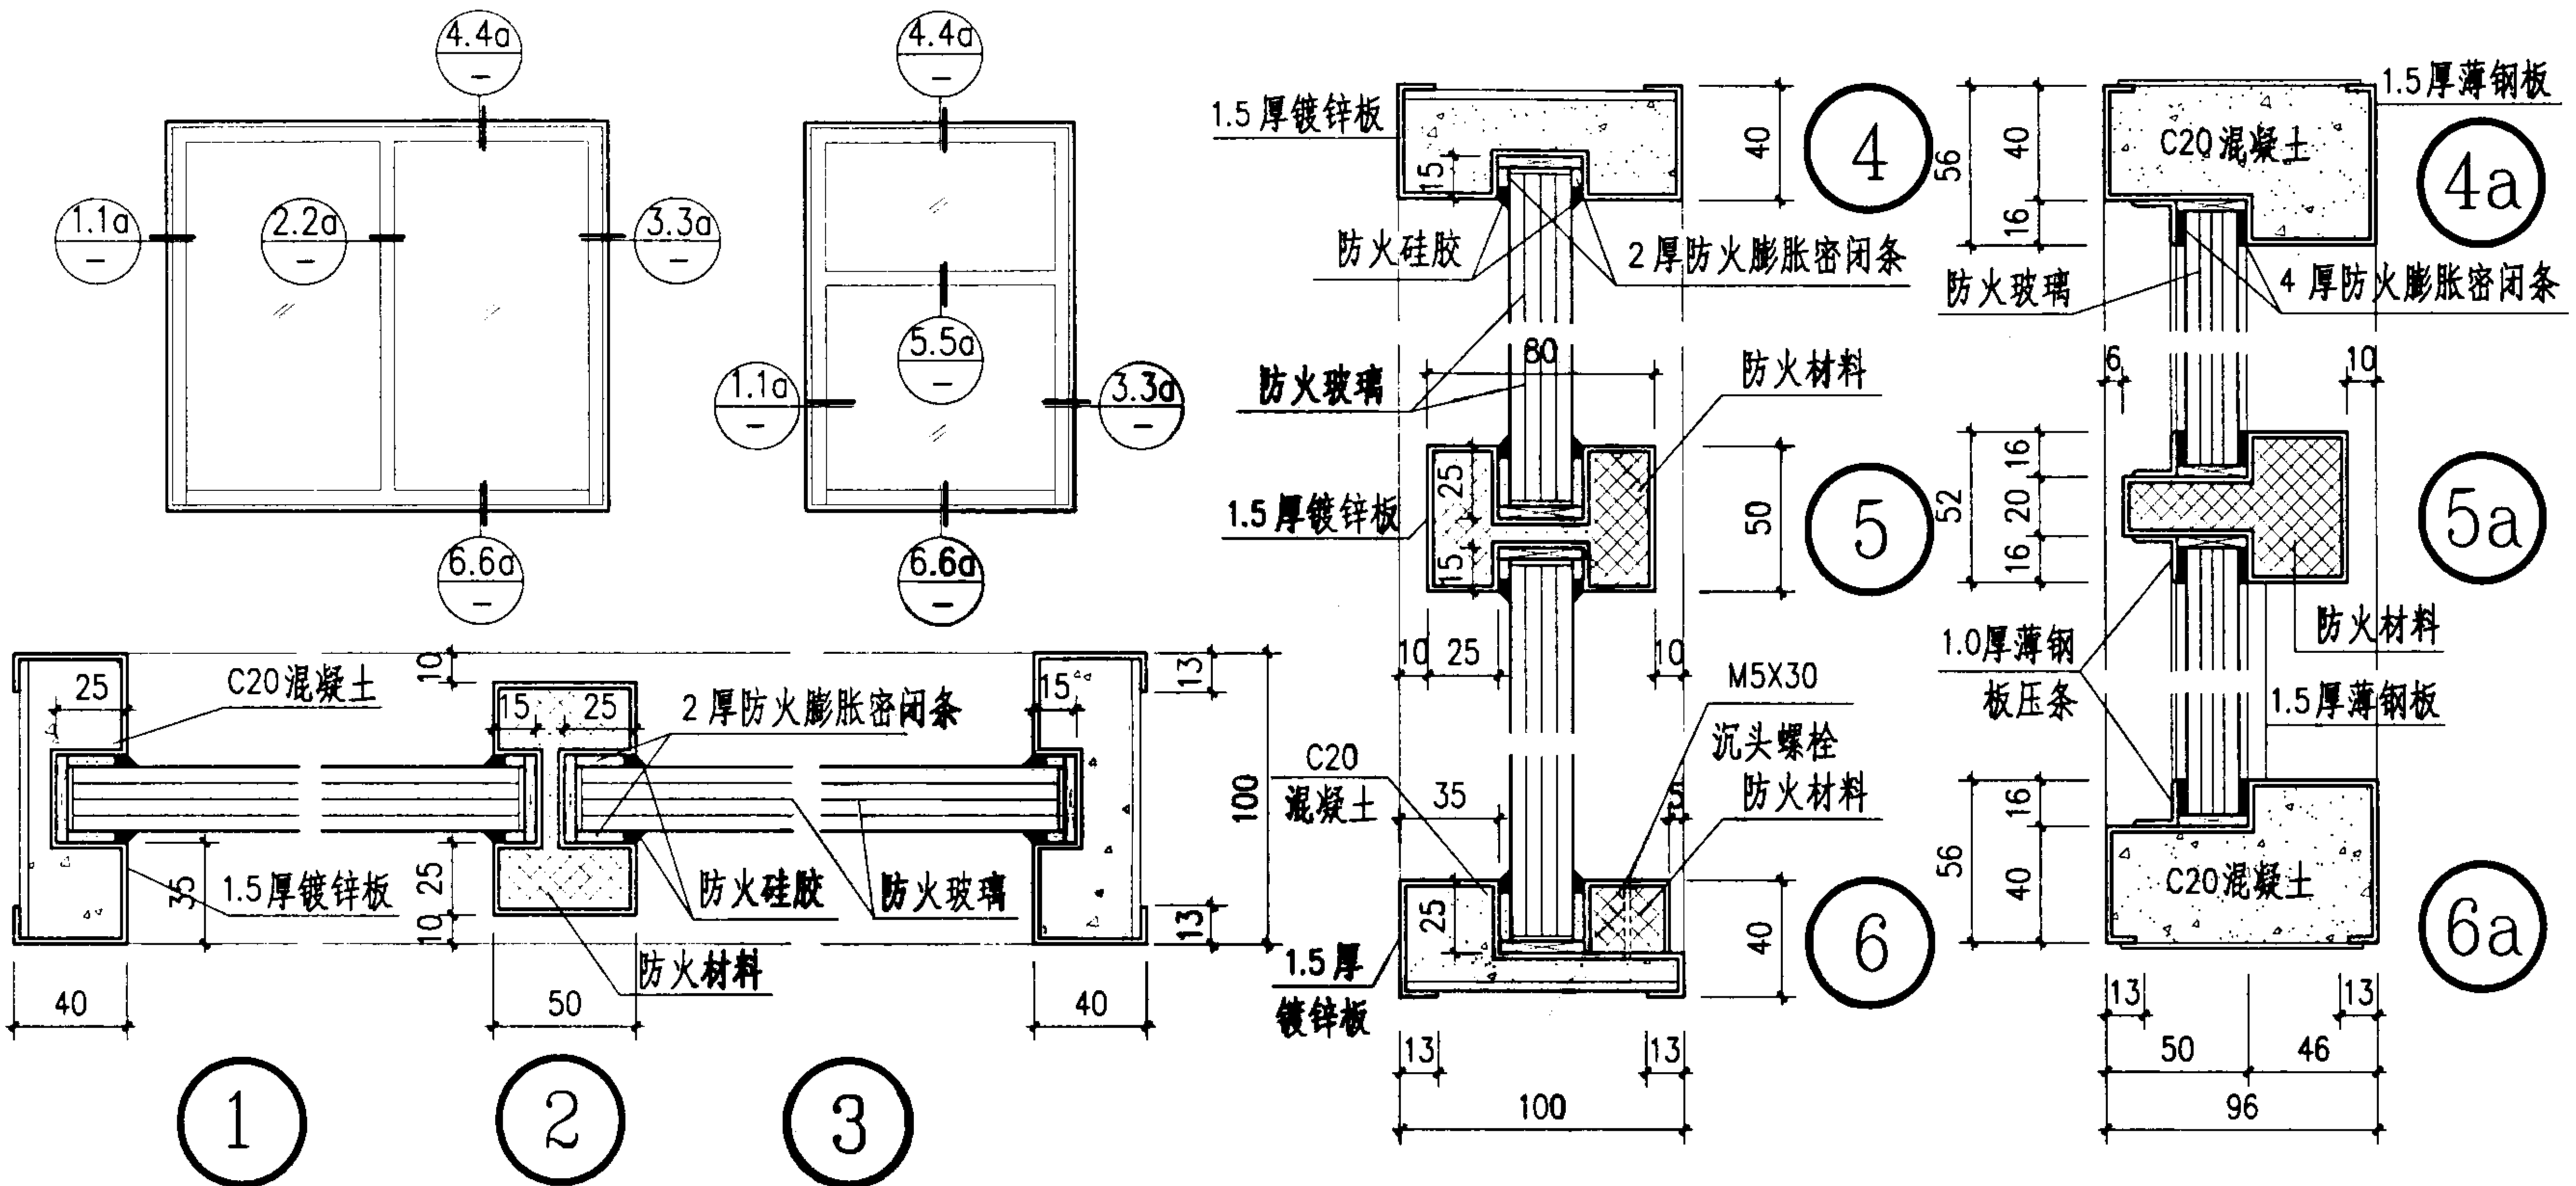 4.4a
–
4.4a
–
1.1a
–
2.2a
–
3.3a
–
5.5a
–
1.1a
–
3.3a
–
6.6a
–
6.6a
–
25
C20混凝土
10
15
25
2厚防火膨胀密闭条
15
13
100
35
1.5厚镀锌板
25
10
防火硅胶
防火玻璃
13
防火材料
40
50
40
1
2
3
1.5厚镀锌板
15
40
4
防火硅胶
2厚防火膨胀密闭条
防火玻璃
80
防火材料
25
1.5厚镀锌板
15
50
5
10
25
10
M5X30
沉头螺栓
防火材料
C20
混凝土
35
25
40
6
1.5厚
镀锌板
13
13
100
1.5厚薄钢板
56
40
16
C20混凝土
4a
防火玻璃
4厚防火膨胀密闭条
6
10
52
16
20
16
5a
防火材料
1.0厚薄钢
板压条
1.5厚薄钢板
56
16
40
C20混凝土
6a
13
13
50
46
96